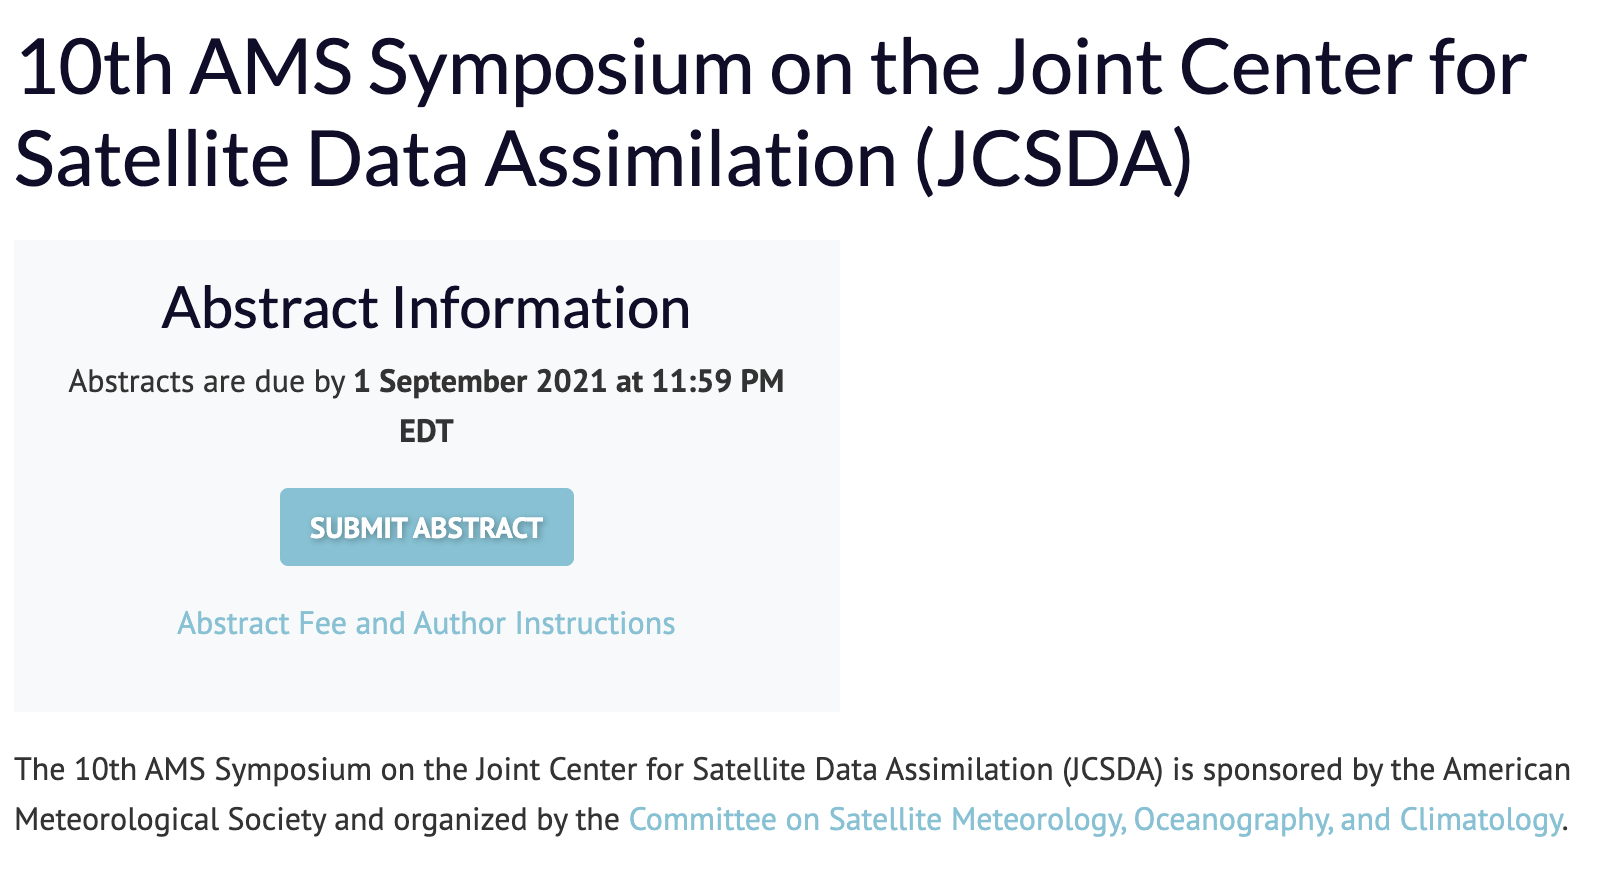 10th AMS Symposium on the Joint Center for
Satellite Data Assimilation (JCSDA)
Abstract Information
Abstracts are due by 1 September 2021 at 11:59 PM
EDT
SUBMIT ABSTRACT
Abstract Fee and Author Instructions
The 10th AMS Symposium on the Joint Center for Satellite Data Assimilation (JCSDA) is sponsored by the American
Meteorological Society and organized by the Committee on Satellite Meteorology, Oceanography, and Climatology.